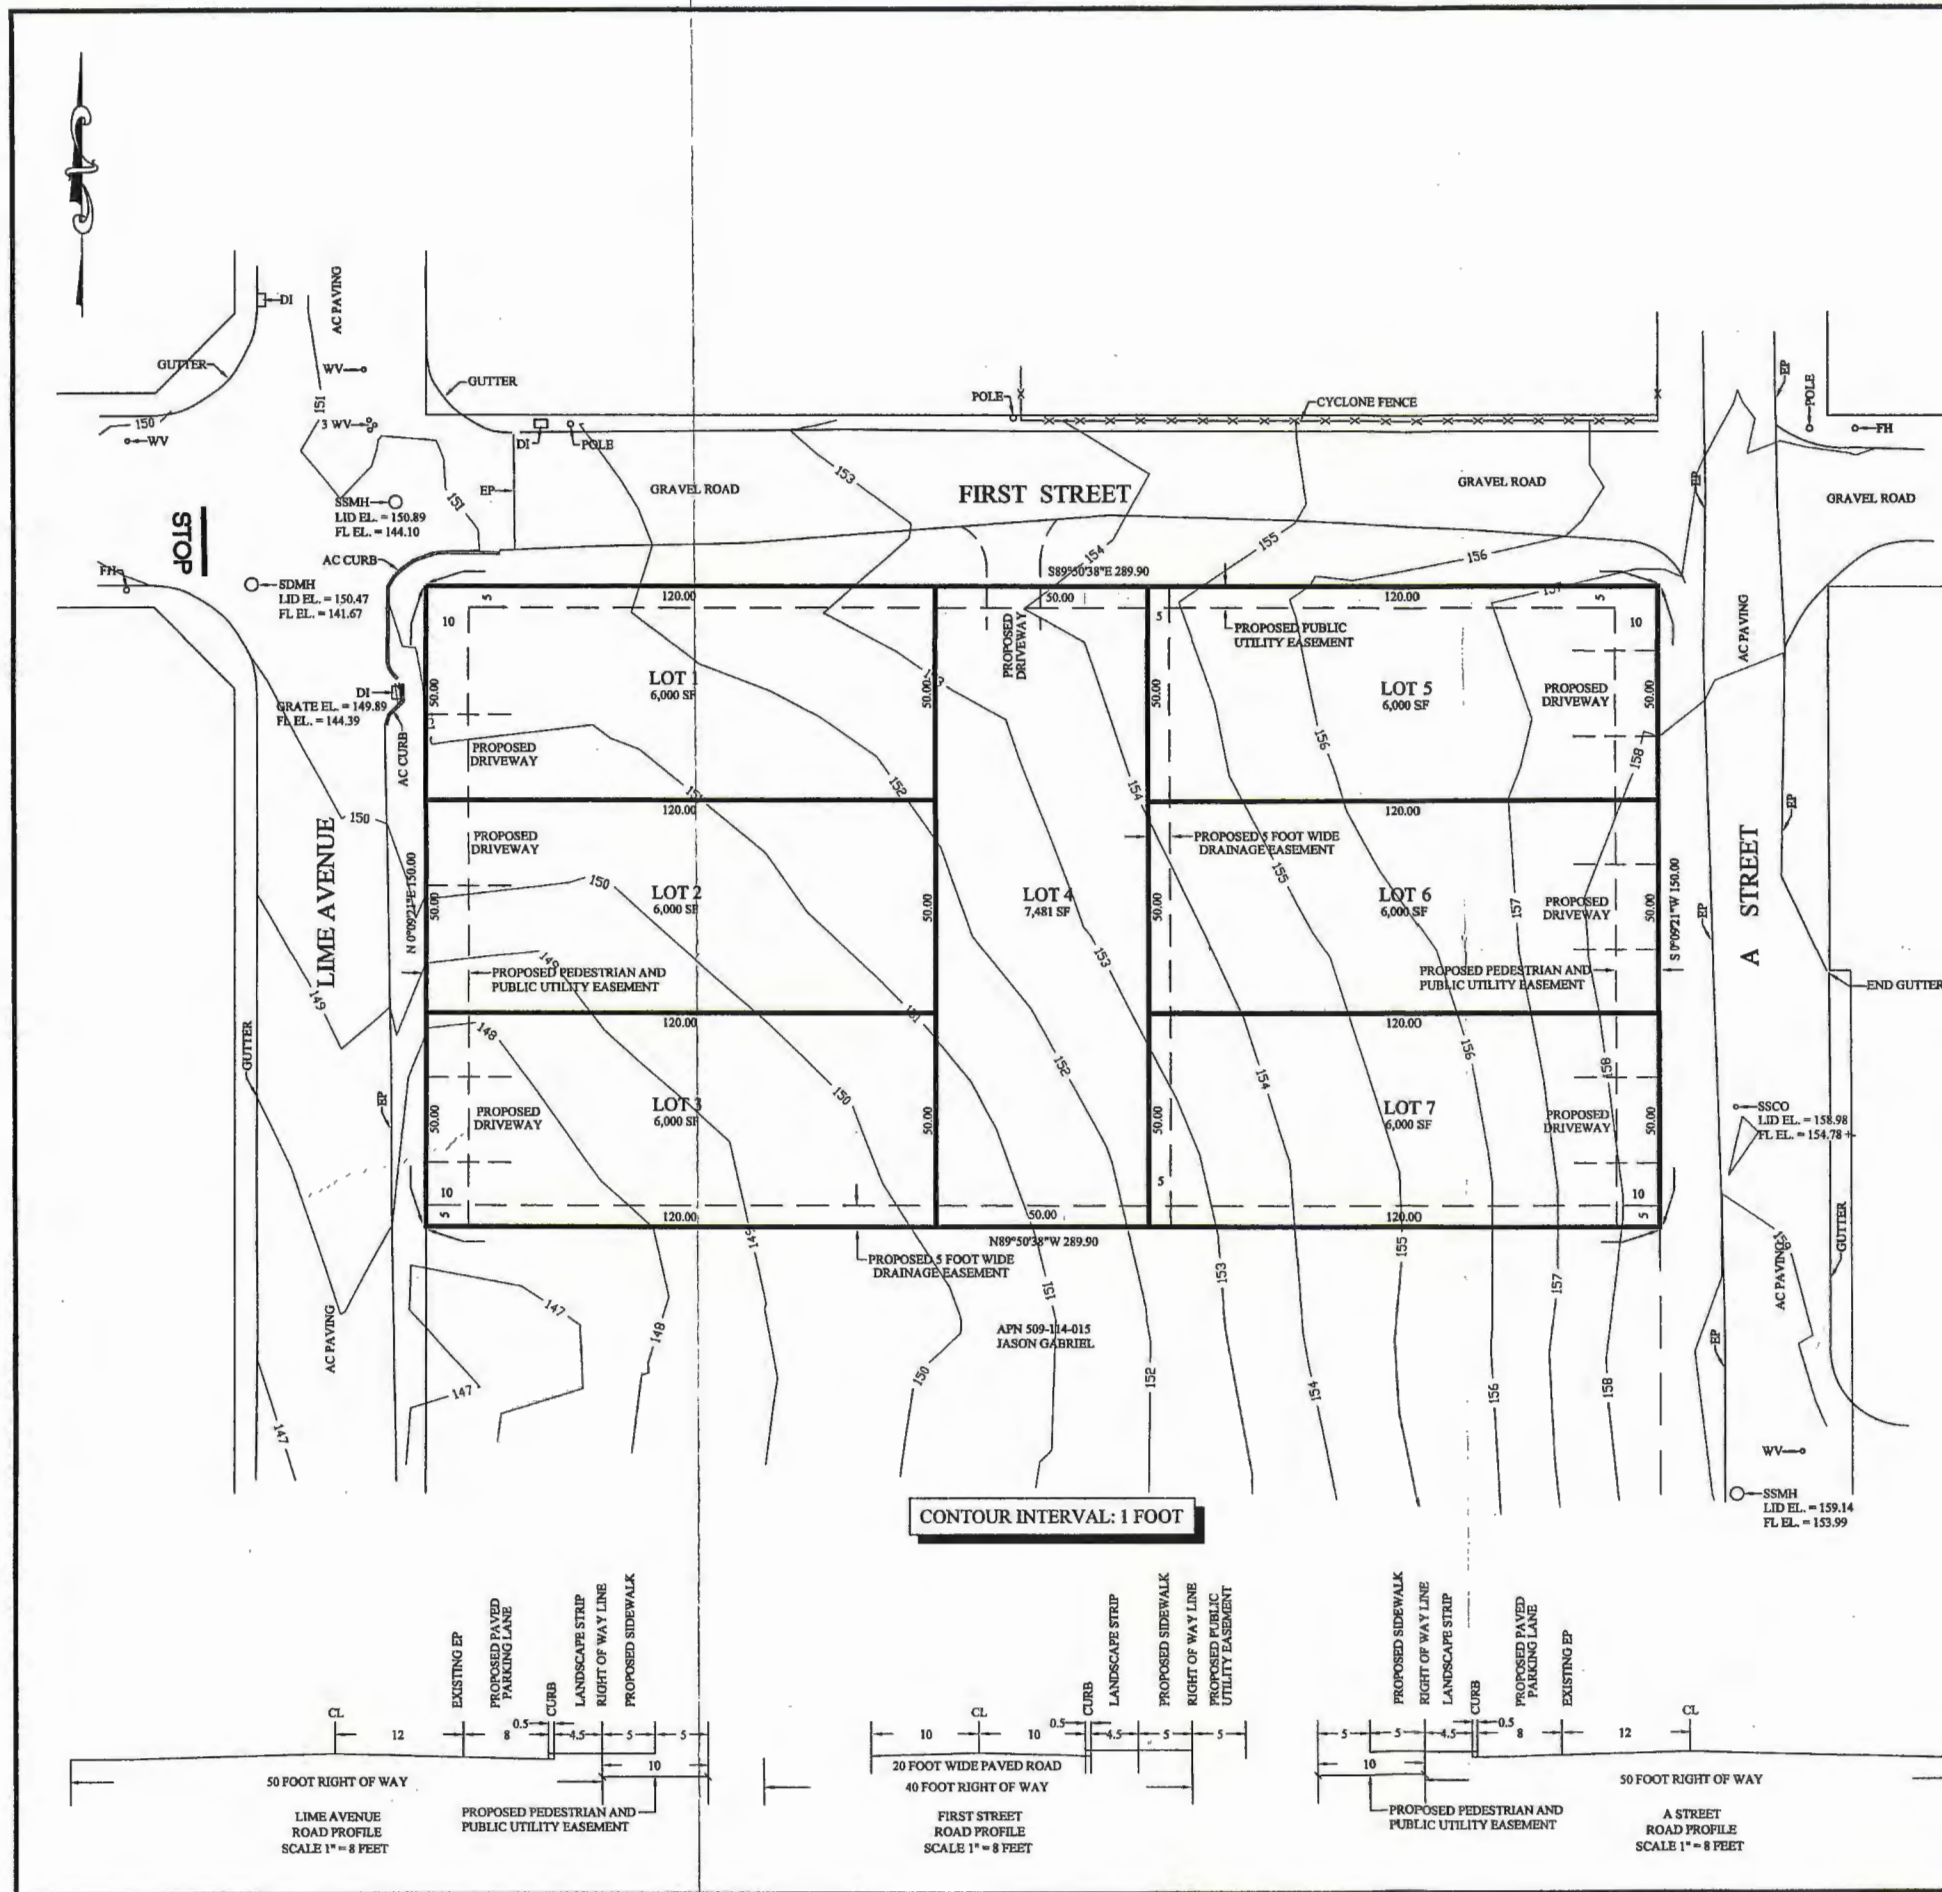 DI
AC PAVING
GUTTER
WV
151
GUTTER
150
WV
3 WV
DI
POLE
EP
151
SSMH
LID EL. = 150.89
FL EL. = 144.10
STOP
AC CURB
FH
SDMH
LID EL. = 150.47
FL EL. = 141.67
POLE
CYCLONE FENCE
153
GRAVEL ROAD
FIRST STREET
GRAVEL ROAD
154
155
156
S89°50'38"E 289.90
EP
POLE
FH
EP
GRAVEL ROAD
5
120.00
50.00
120.00
5
10
5
10
PROPOSED
DRIVEWAY
PROPOSED PUBLIC
UTILITY EASEMENT
AC PAVING
LOT 1
6,000 SF
50.00
50.00
153
50.00
LOT 5
6,000 SF
PROPOSED
DRIVEWAY
50.00
DI
GRATE EL. = 149.89
FL EL. = 144.39
AC CURB
PROPOSED
DRIVEWAY
152
154
156
158
120.00
120.00
EP
LIME AVENUE
150
PROPOSED
DRIVEWAY
PROPOSED 5 FOOT WIDE
DRAINAGE EASEMENT
155
A STREET
N 0°09'21"E 150.00
50.00
150
LOT 2
6,000 SF
50.00
LOT 4
7,481 SF
50.00
LOT 6
6,000 SF
157
PROPOSED
DRIVEWAY
50.00
S 0°09'21"W 150.00
EP
149
149
PROPOSED PEDESTRIAN AND
PUBLIC UTILITY EASEMENT
153
PROPOSED PEDESTRIAN AND
PUBLIC UTILITY EASEMENT
END GUTTER
151
120.00
120.00
148
GUTTER
152
156
158
EP
50.00
150
154
LOT 3
6,000 SF
PROPOSED
DRIVEWAY
50.00
50.00
LOT 7
6,000 SF
PROPOSED
DRIVEWAY
50.00
SSCO
LID EL. = 158.98
FL EL. = 154.78
10
5
120.00
50.00
5
120.00
10
5
N89°50'38"W 289.90
PROPOSED 5 FOOT WIDE
DRAINAGE EASEMENT
149
155
153
157
151
AC PAVING
GUTTER
147
148
AC PAVING
APN 509-114-015
JASON GABRIEL
EP
150
152
154
156
158
147
147
WV
SSMH
LID EL. = 159.14
FL EL. = 153.99
CONTOUR INTERVAL: 1 FOOT
EXISTING EP
PROPOSED PAVED
PARKING LANE
CURB
LANDSCAPE STRIP
RIGHT OF WAY LINE
PROPOSED SIDEWALK
CL
12
8
0.5
4.5
5
5
10
50 FOOT RIGHT OF WAY
PROPOSED PEDESTRIAN AND
PUBLIC UTILITY EASEMENT
LIME AVENUE
ROAD PROFILE
SCALE 1" = 8 FEET
CURB
LANDSCAPE STRIP
PROPOSED SIDEWALK
RIGHT OF WAY LINE
PROPOSED PUBLIC
UTILITY EASEMENT
CL
10
10
0.5
4.5
5
5
20 FOOT WIDE PAVED ROAD
40 FOOT RIGHT OF WAY
FIRST STREET
ROAD PROFILE
SCALE 1" = 8 FEET
PROPOSED SIDEWALK
RIGHT OF WAY LINE
LANDSCAPE STRIP
CURB
PROPOSED PAVED
PARKING LANE
EXISTING EP
CL
5
5
4.5
0.5
8
12
10
50 FOOT RIGHT OF WAY
PROPOSED PEDESTRIAN AND
PUBLIC UTILITY EASEMENT
A STREET
ROAD PROFILE
SCALE 1" = 8 FEET